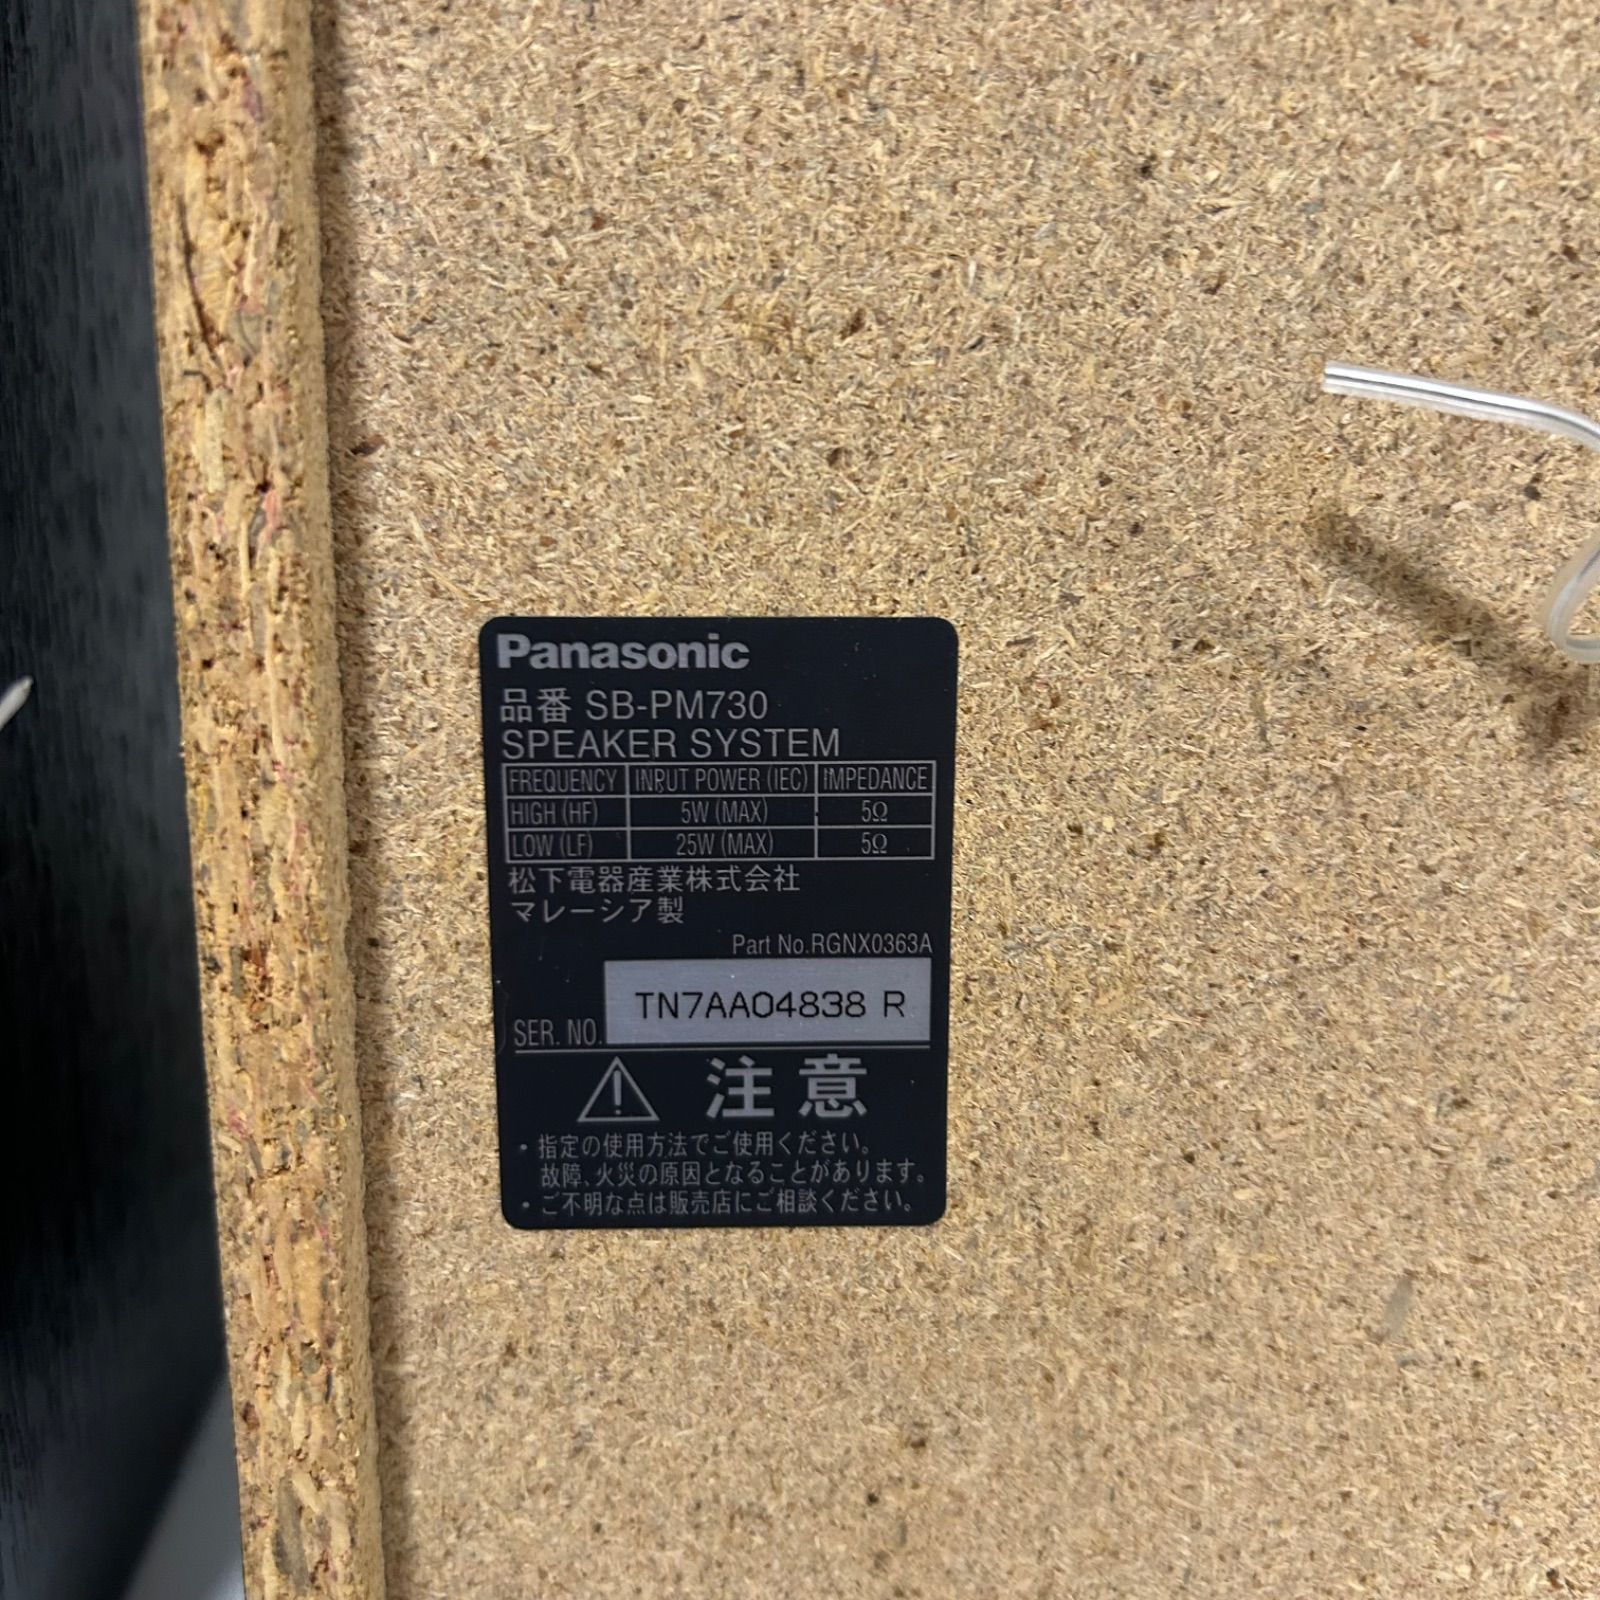 Panasonic
品番 SB-PM730
SPEAKER SYSTEM
FREQUENCY INPUT POWER (IEC) IMPEDANCE
HIGH (HF) 5W (MAX) 5Ω
LOW (LF) 25W (MAX) 5Ω
松下電器産業株式会社
マレーシア製
Part No.RGNX0363A
SER. NO. TN7AA04838 R
注意
・指定の使用方法でご使用ください。
故障、火災の原因となることがあります。
・ご不明な点は販売店にご相談ください。